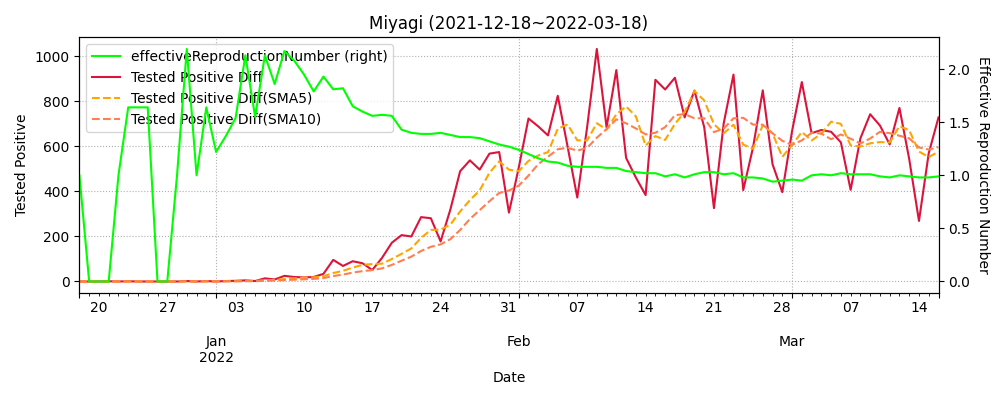 Miyagi (2021-12-18~2022-03-18)
effectiveReproductionNumber (right)
Tested Positive Diff
Tested Positive Diff(SMA5)
Tested Positive Diff(SMA10)
Tested Positive
1000
800
600
400
200
0
2.0
1.5
1.0
0.5
0.0
Effective Reproduction Number
20 27 03 10 17 24 31 07 14 21 28 07 14
Jan Feb Mar
2022
Date